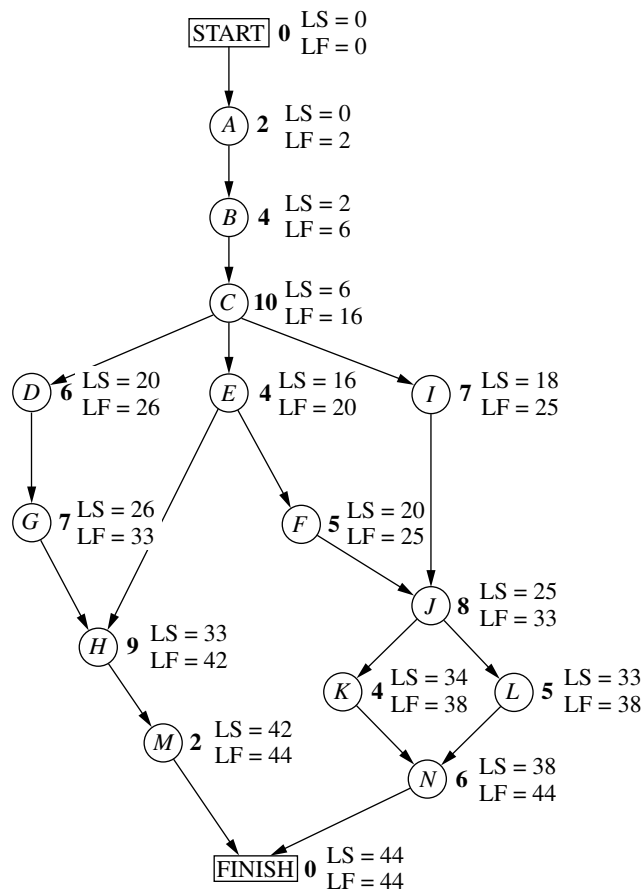 START 0 LS = 0
LF = 0
A 2 LS = 0
LF = 2
B 4 LS = 2
LF = 6
C 10 LS = 6
LF = 16
D 6 LS = 20
LF = 26
E 4 LS = 16
LF = 20
I 7 LS = 18
LF = 25
G 7 LS = 26
LF = 33
F 5 LS = 20
LF = 25
J 8 LS = 25
LF = 33
H 9 LS = 33
LF = 42
K 4 LS = 34
LF = 38
L 5 LS = 33
LF = 38
M 2 LS = 42
LF = 44
N 6 LS = 38
LF = 44
FINISH 0 LS = 44
LF = 44